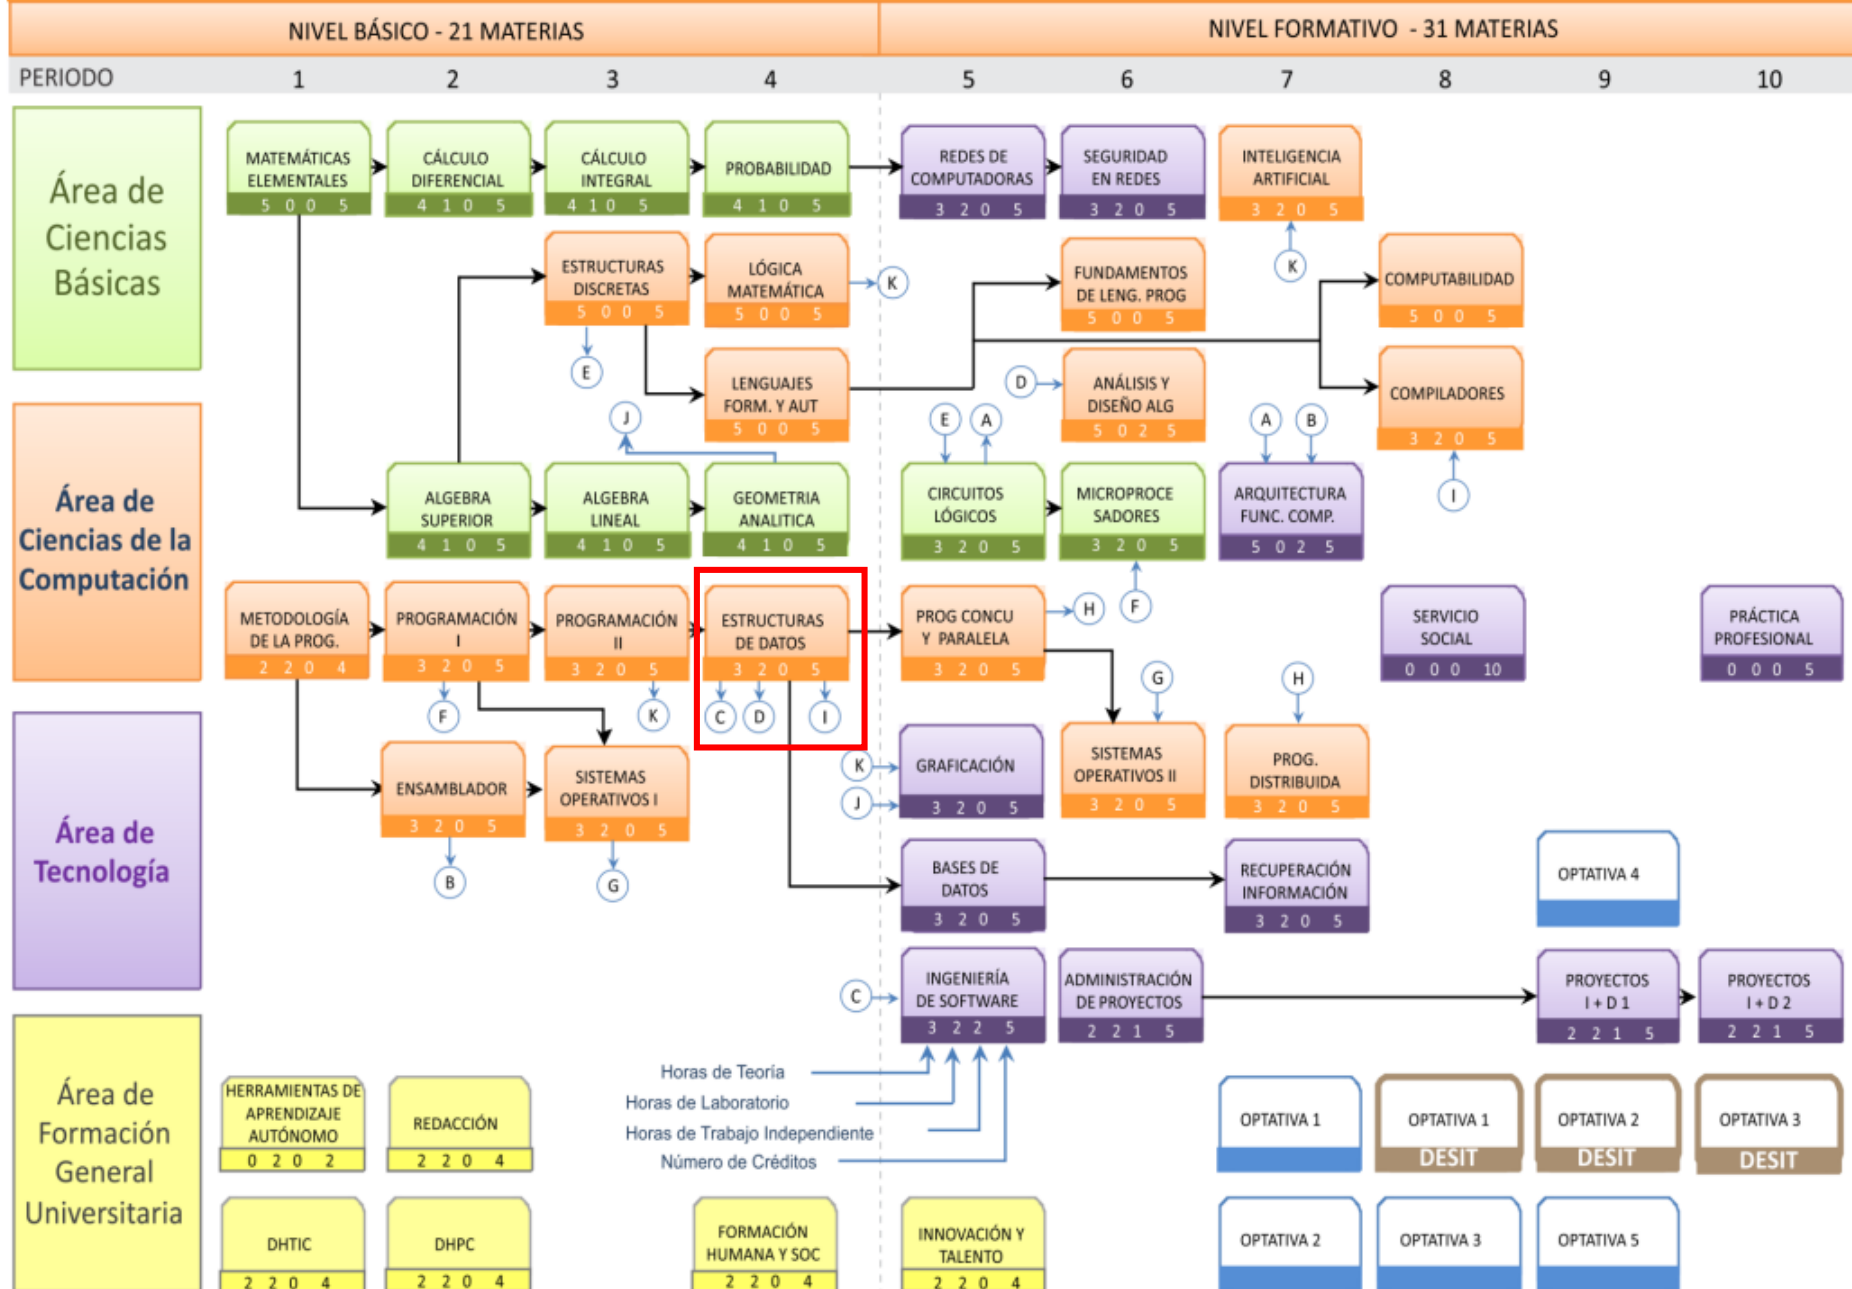 NIVEL BÁSICO - 21 MATERIAS
NIVEL FORMATIVO - 31 MATERIAS
PERIODO
1
2
3
4
5
6
7
8
9
10
Área de
Ciencias
Básicas
MATEMÁTICAS
ELEMENTALES
5 0 0 5
CÁLCULO
DIFERENCIAL
4 1 0 5
CÁLCULO
INTEGRAL
4 1 0 5
PROBABILIDAD
4 1 0 5
REDES DE
COMPUTADORAS
3 2 0 5
SEGURIDAD
EN REDES
3 2 0 5
INTELIGENCIA
ARTIFICIAL
3 2 0 5
K
ESTRUCTURAS
DISCRETAS
5 0 0 5
E
LÓGICA
MATEMÁTICA
5 0 0 5
K
FUNDAMENTOS
DE LENG. PROG
5 0 0 5
COMPUTABILIDAD
5 0 0 5
LENGUAJES
FORM. Y AUT
5 0 0 5
D
ANÁLISIS Y
DISEÑO ALG
5 0 2 5
COMPILADORES
3 2 0 5
I
Área de
Ciencias de la
Computación
J
E
A
A
B
ALGEBRA
SUPERIOR
4 1 0 5
ALGEBRA
LINEAL
4 1 0 5
GEOMETRIA
ANALITICA
4 1 0 5
CIRCUITOS
LÓGICOS
3 2 0 5
MICROPROCE
SADORES
3 2 0 5
F
ARQUITECTURA
FUNC. COMP.
5 0 2 5
METODOLOGÍA
DE LA PROG.
2 2 0 4
PROGRAMACIÓN
I
3 2 0 5
F
PROGRAMACIÓN
II
3 2 0 5
K
ESTRUCTURAS
DE DATOS
3 2 0 5
C
D
I
PROG CONCU
Y PARALELA
3 2 0 5
H
SERVICIO
SOCIAL
0 0 0 10
PRÁCTICA
PROFESIONAL
0 0 0 5
Área de
Tecnología
ENSAMBLADOR
3 2 0 5
B
SISTEMAS
OPERATIVOS I
3 2 0 5
G
K
J
GRAFICACIÓN
3 2 0 5
G
SISTEMAS
OPERATIVOS II
3 2 0 5
H
PROG.
DISTRIBUIDA
3 2 0 5
BASES DE
DATOS
3 2 0 5
RECUPERACIÓN
INFORMACIÓN
3 2 0 5
OPTATIVA 4
C
INGENIERÍA
DE SOFTWARE
3 2 2 5
ADMINISTRACIÓN
DE PROYECTOS
2 2 1 5
PROYECTOS
I + D 1
2 2 1 5
PROYECTOS
I + D 2
2 2 1 5
Horas de Teoría
Horas de Laboratorio
Horas de Trabajo Independiente
Número de Créditos
Área de
Formación
General
Universitaria
HERRAMIENTAS DE
APRENDIZAJE
AUTÓNOMO
0 2 0 2
REDACCIÓN
2 2 0 4
OPTATIVA 1
OPTATIVA 1
DESIT
OPTATIVA 2
DESIT
OPTATIVA 3
DESIT
DHTIC
2 2 0 4
DHPC
2 2 0 4
FORMACIÓN
HUMANA Y SOC
2 2 0 4
INNOVACIÓN Y
TALENTO
2 2 0 4
OPTATIVA 2
OPTATIVA 3
OPTATIVA 5